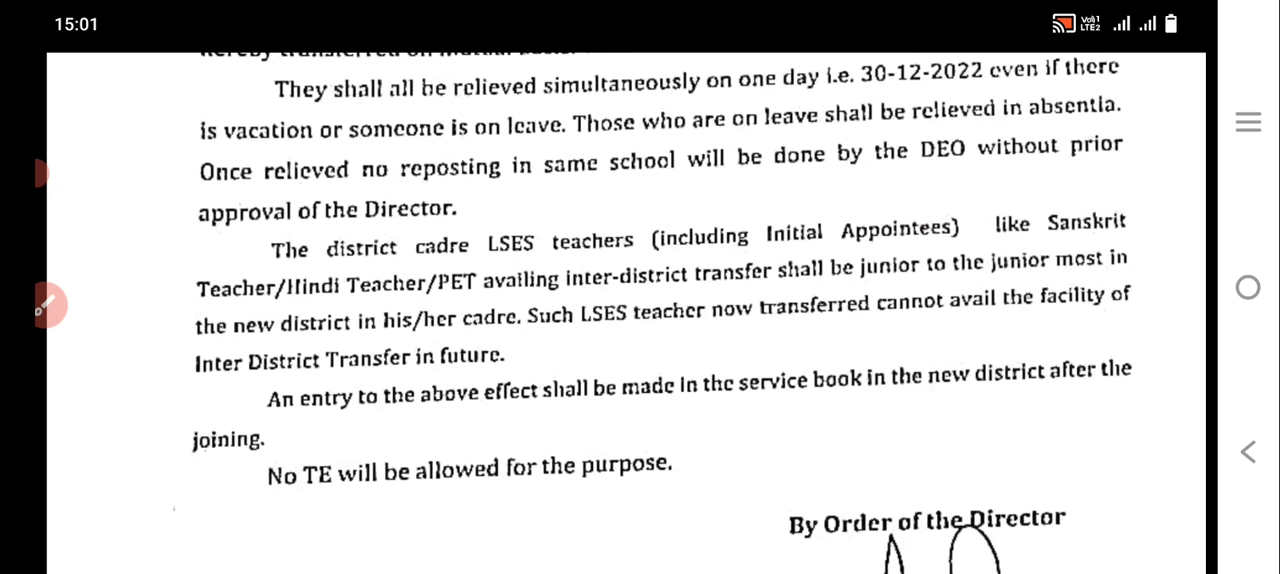 15:01
Vo1
LTE2
hereby transferred on mutual basis.
They shall all be relieved simultaneously on one day i.e. 30-12-2022 even if there
is vacation or someone is on leave. Those who are on leave shall be relieved in absentia.
Once relieved no reposting in same school will be done by the DEO without prior
approval of the Director.
The district cadre LSES teachers (including Initial Appointees) like Sanskrit
Teacher/Hindi Teacher/PET availing inter-district transfer shall be junior to the junior most in
the new district in his/her cadre. Such LSES teacher now transferred cannot avail the facility of
Inter District Transfer in future.
An entry to the above effect shall be made in the service book in the new district after the
joining.
No TE will be allowed for the purpose.
By Order of the Director